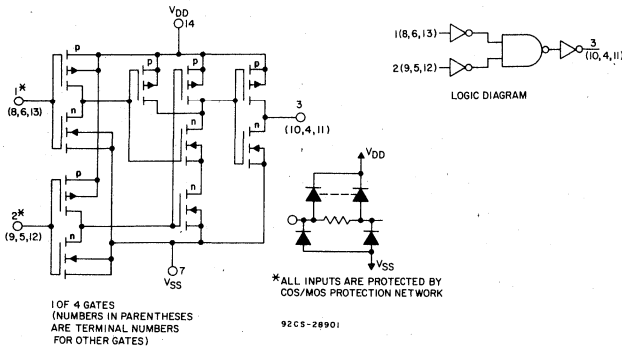 VDD
14
p
p
p
p
1*
(8,6,13)
n
n
n
3
(10,4,11)
p
2*
(9,5,12)
n
n
7
VSS
1 OF 4 GATES
(NUMBERS IN PARENTHESES
ARE TERMINAL NUMBERS
FOR OTHER GATES)
1(8,6,13)
2(9,5,12)
3
(10,4,11)
LOGIC DIAGRAM
VDD
VSS
*ALL INPUTS ARE PROTECTED BY
COS/MOS PROTECTION NETWORK
92CS-28901